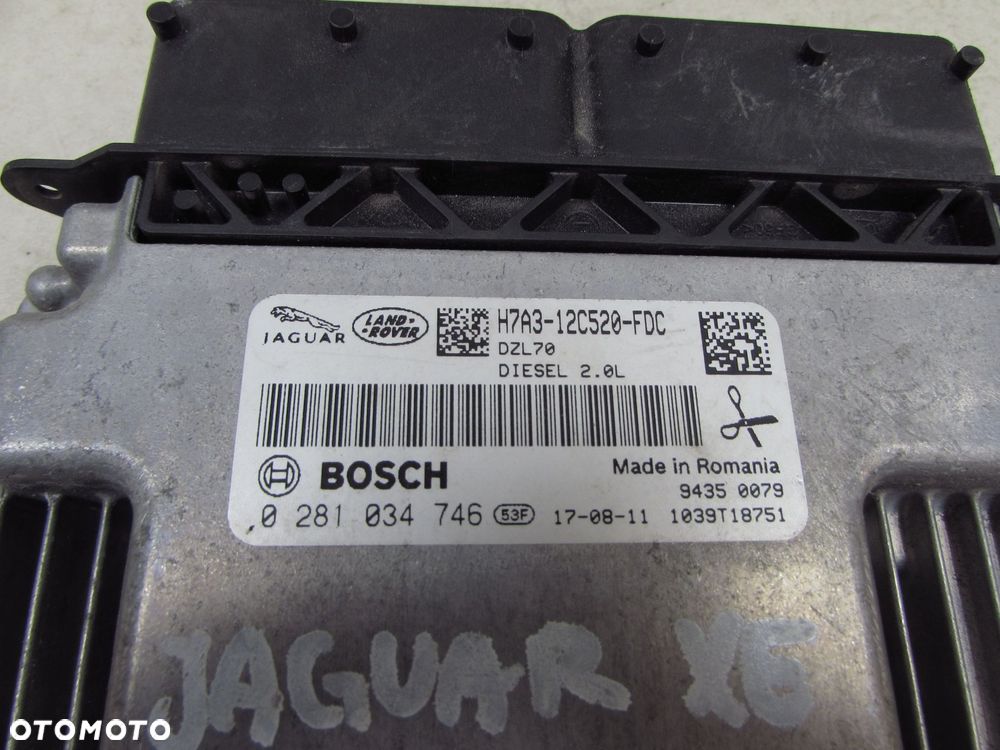 JAGUAR
LAND-
-ROVER
H7A3-12C520-FDC
DZL70
DIESEL 2.0L
BOSCH
Made in Romania
9435 0079
0 281 034 746 53F 17-08-11 1039T18751
JAGUAR XE
OTOMOTO
OTOMOTO